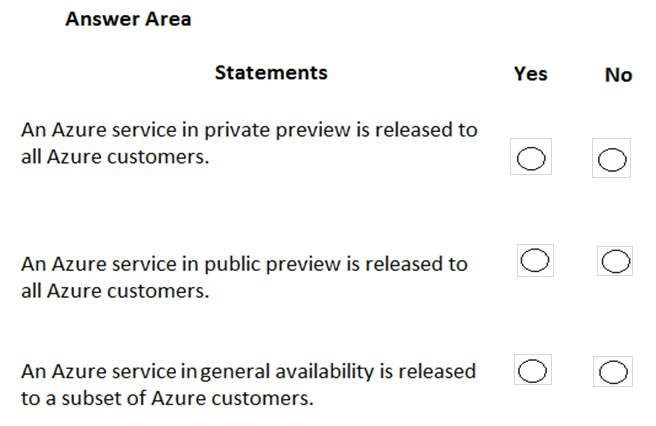 Answer Area
Statements Yes No
An Azure service in private preview is released to
all Azure customers.
An Azure service in public preview is released to
all Azure customers.
An Azure service in general availability is released
to a subset of Azure customers.